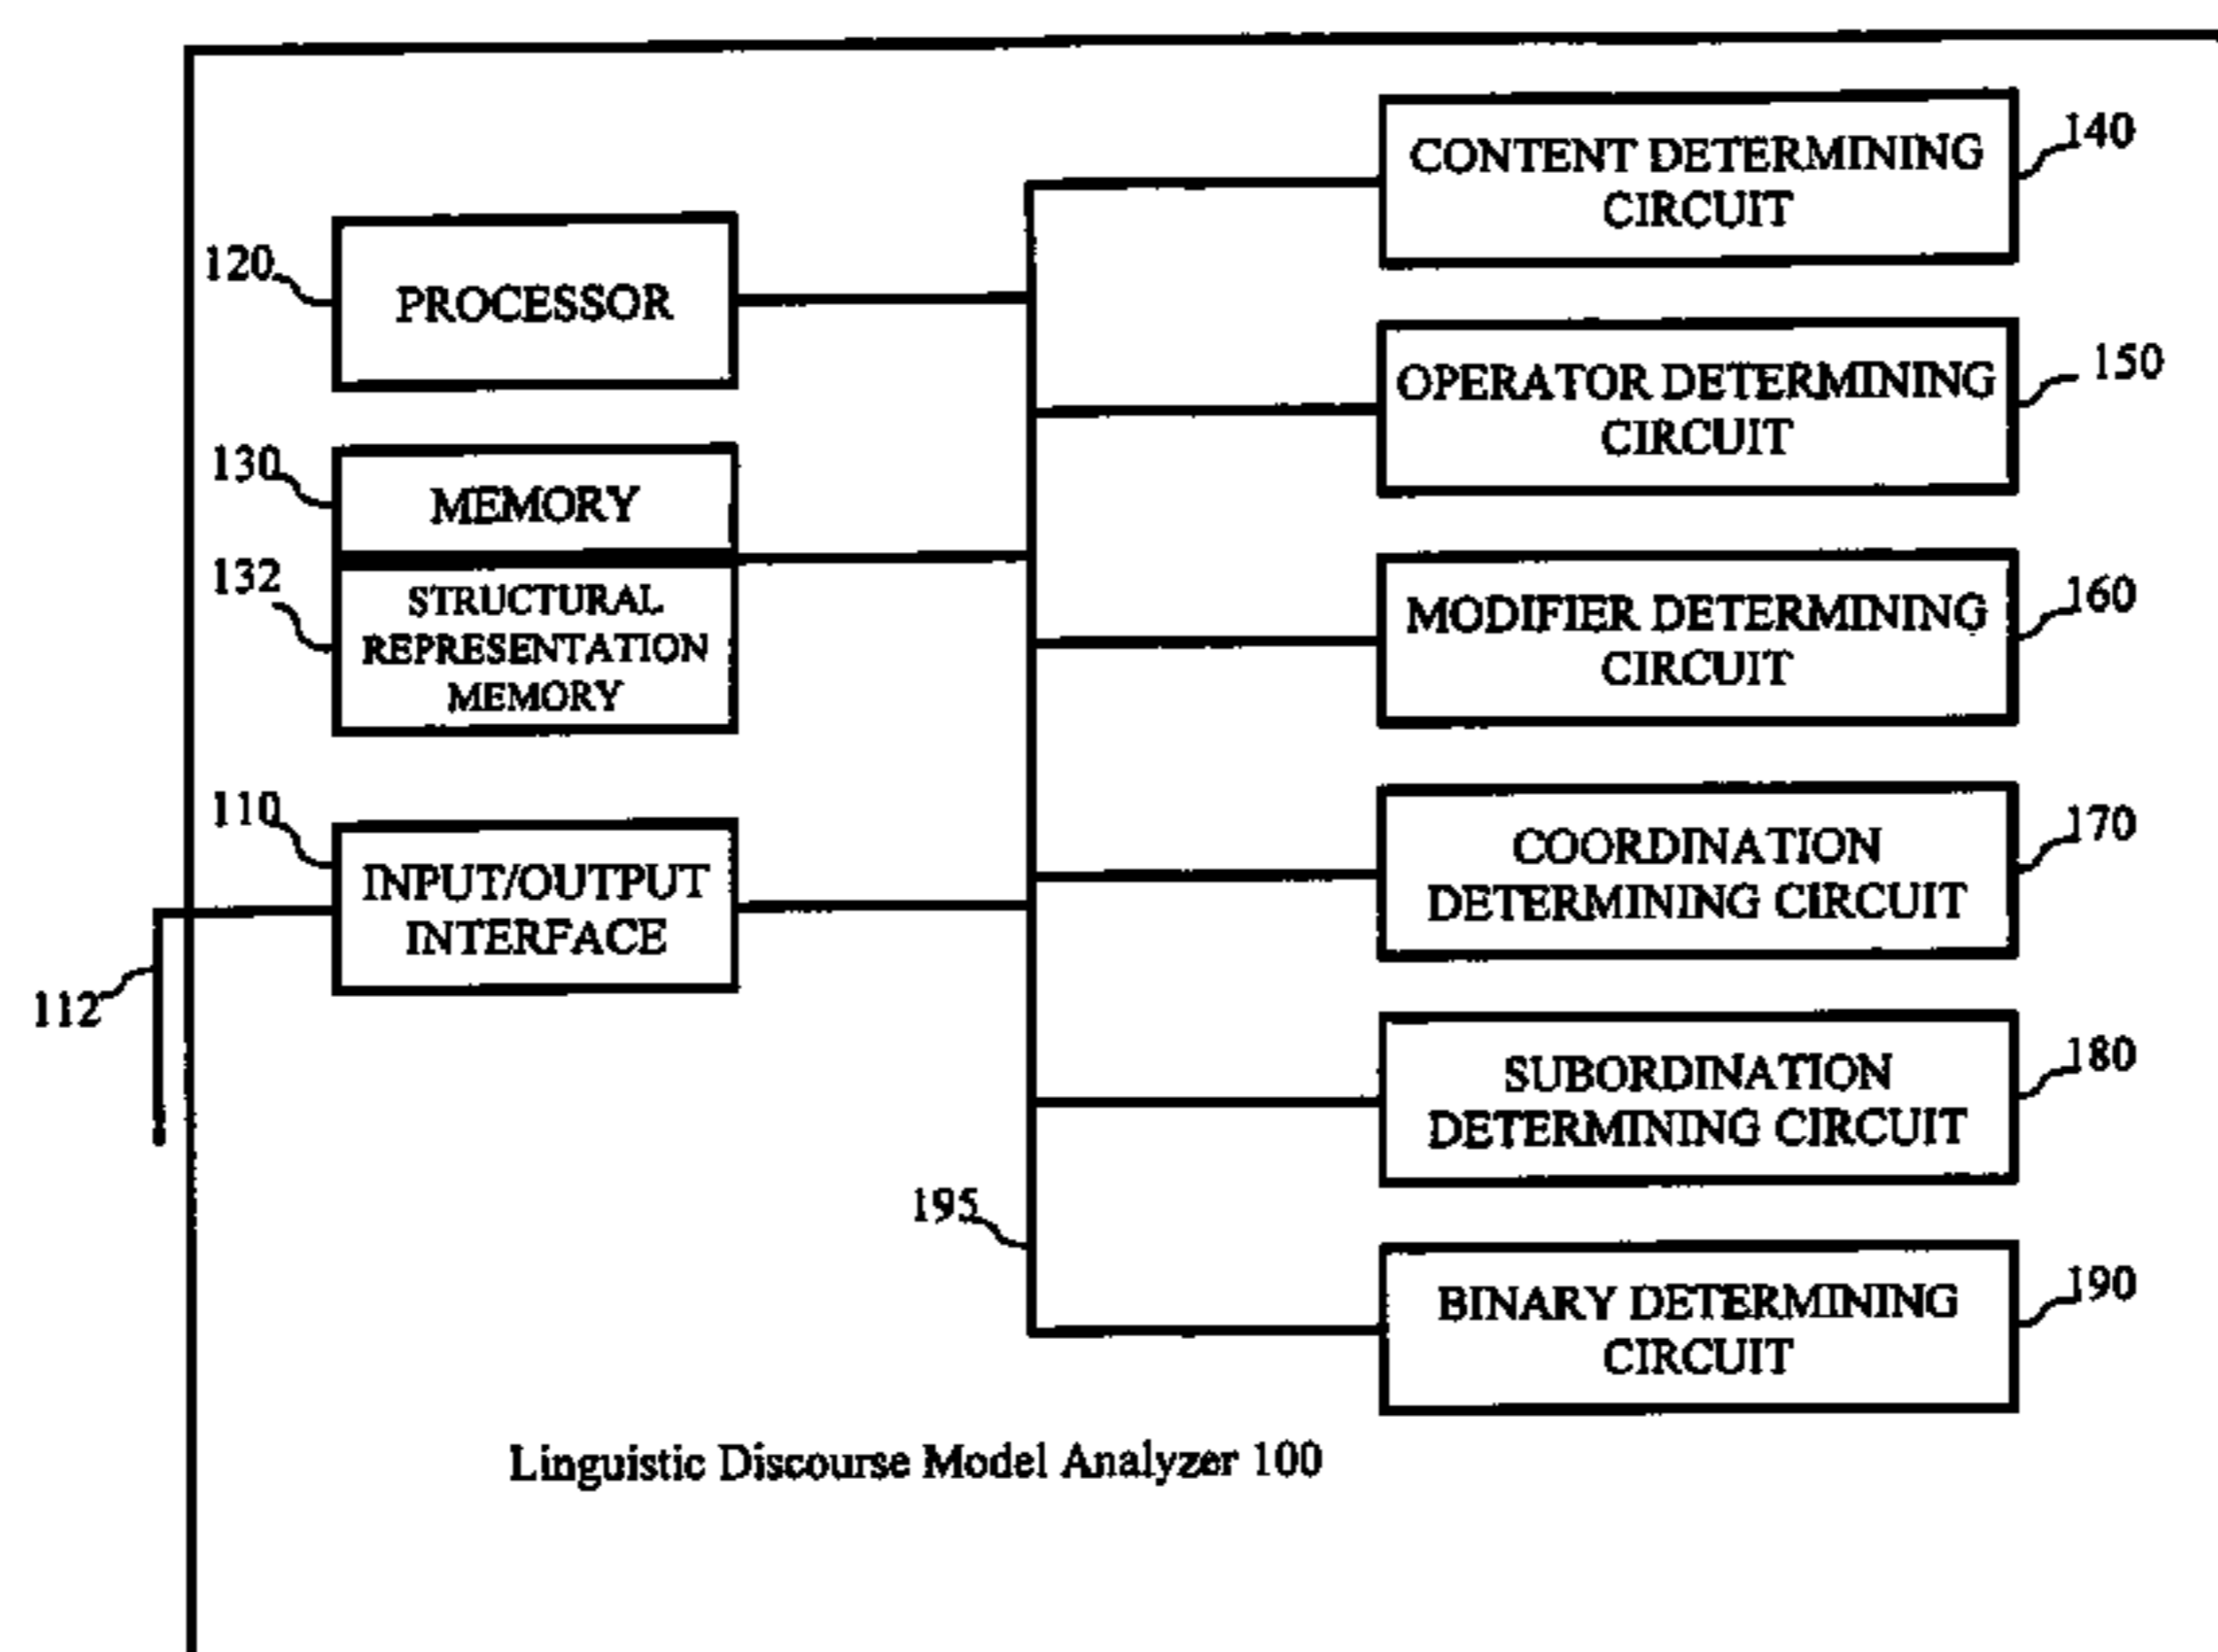 140
CONTENT DETERMINING
CIRCUIT
120
PROCESSOR
150
OPERATOR DETERMINING
CIRCUIT
130
MEMORY
132
STRUCTURAL
REPRESENTATION
MEMORY
160
MODIFIER DETERMINING
CIRCUIT
110
INPUT/OUTPUT
INTERFACE
112
170
COORDINATION
DETERMINING CIRCUIT
180
SUBORDINATION
DETERMINING CIRCUIT
195
190
BINARY DETERMINING
CIRCUIT
Linguistic Discourse Model Analyzer 100